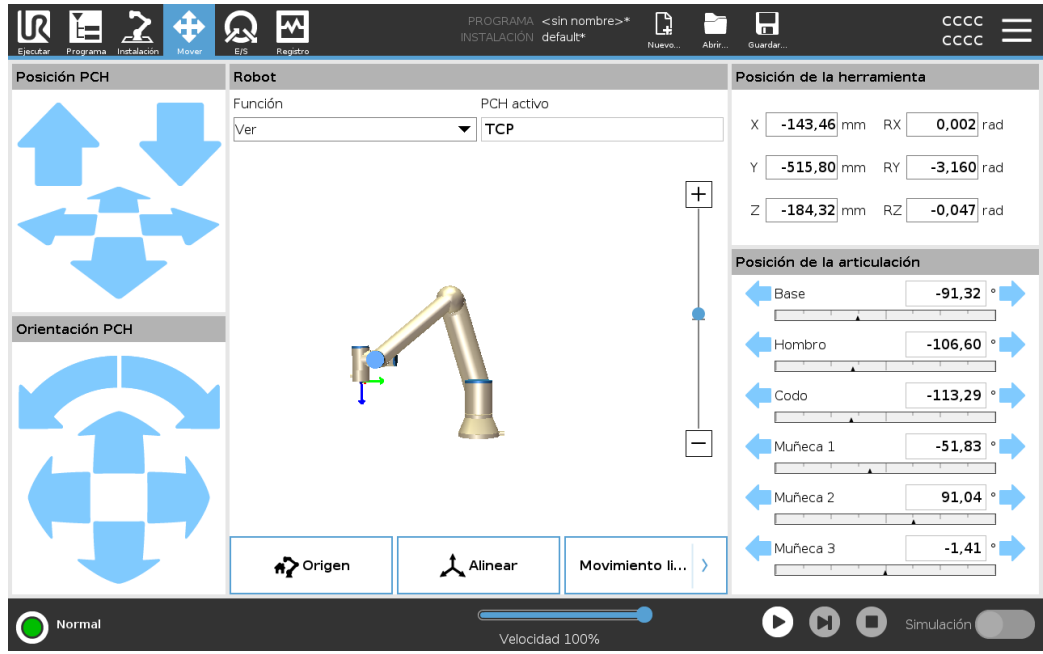 UR
Ejecutar
Programa
Instalación
Mover
E/S
Registro
PROGRAMA <sin nombre>*
INSTALACIÓN default*
Nuevo...
Abrir...
Guardar...
CCCC
CCCC
Posición PCH
Orientación PCH
Robot
Función
PCH activo
Ver
TCP
+
−
Origen
Alinear
Movimiento li...
Posición de la herramienta
X -143,46 mm RX 0,002 rad
Y -515,80 mm RY -3,160 rad
Z -184,32 mm RZ -0,047 rad
Posición de la articulación
Base -91,32 °
Hombro -106,60 °
Codo -113,29 °
Muñeca 1 -51,83 °
Muñeca 2 91,04 °
Muñeca 3 -1,41 °
Normal
Velocidad 100%
Simulación